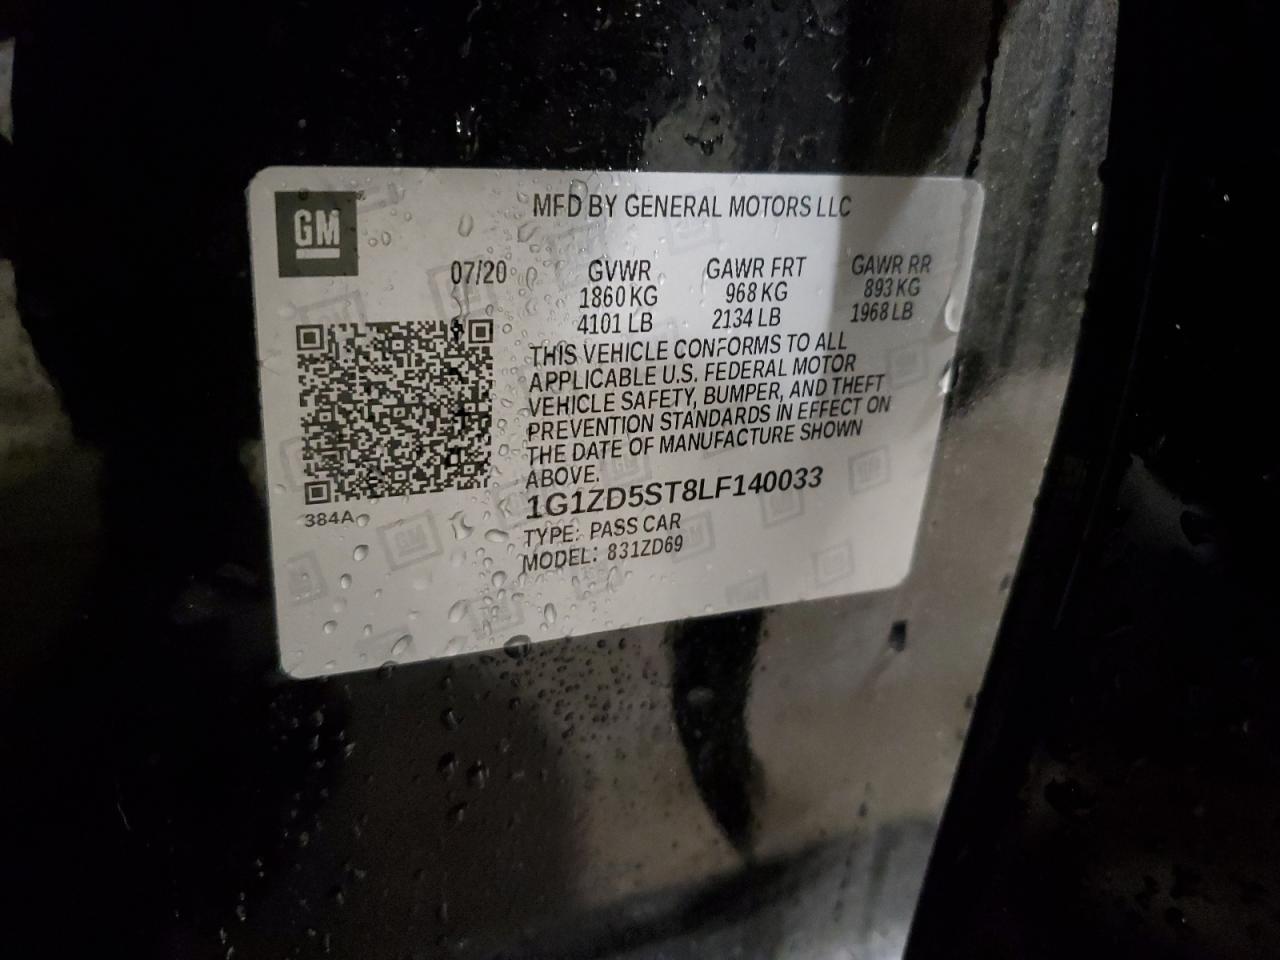 GM
MFD BY GENERAL MOTORS LLC
07/20
GVWR GAWR FRT GAWR RR
1860 KG 968 KG 893 KG
4101 LB 2134 LB 1968 LB
THIS VEHICLE CONFORMS TO ALL
APPLICABLE U.S. FEDERAL MOTOR
VEHICLE SAFETY, BUMPER, AND THEFT
PREVENTION STANDARDS IN EFFECT ON
THE DATE OF MANUFACTURE SHOWN
ABOVE.
1G1ZD5ST8LF140033
TYPE: PASS CAR
MODEL: 831ZD69
384A